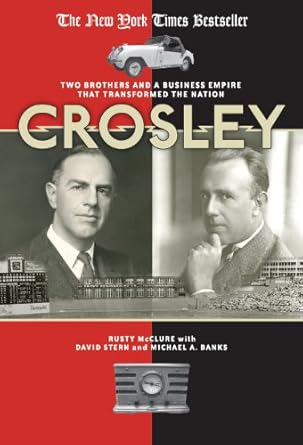 The New York Times Bestseller
TWO BROTHERS AND A BUSINESS EMPIRE
THAT TRANSFORMED THE NATION
CROSLEY
RUSTY McCLURE with
DAVID STERN and MICHAEL A. BANKS